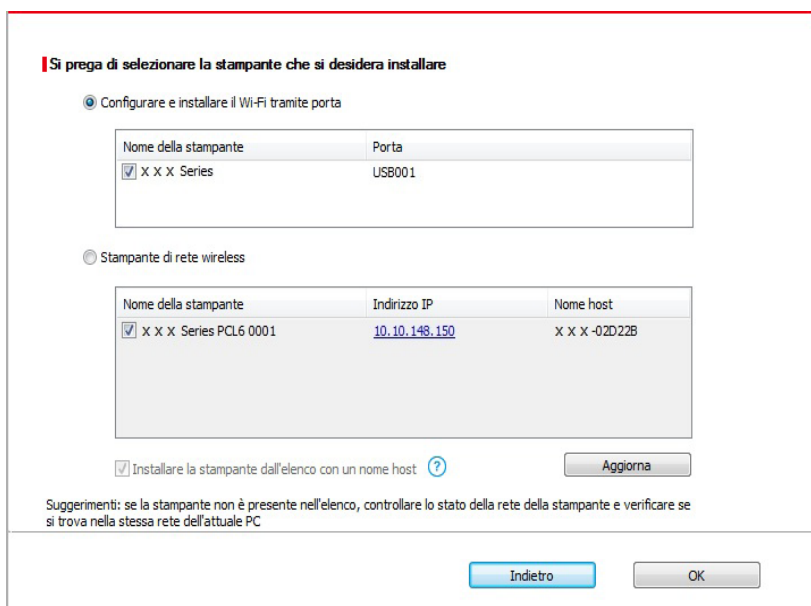 Si prega di selezionare la stampante che si desidera installare
Configurare e installare il Wi-Fi tramite porta
Nome della stampante Porta
X X X Series USB001
Stampante di rete wireless
Nome della stampante Indirizzo IP Nome host
X X X Series PCL6 0001 10.10.148.150 X X X -02D22B
Installare la stampante dall'elenco con un nome host ? Aggiorna
Suggerimenti: se la stampante non è presente nell'elenco, controllare lo stato della rete della stampante e verificare se
si trova nella stessa rete dell'attuale PC
Indietro OK